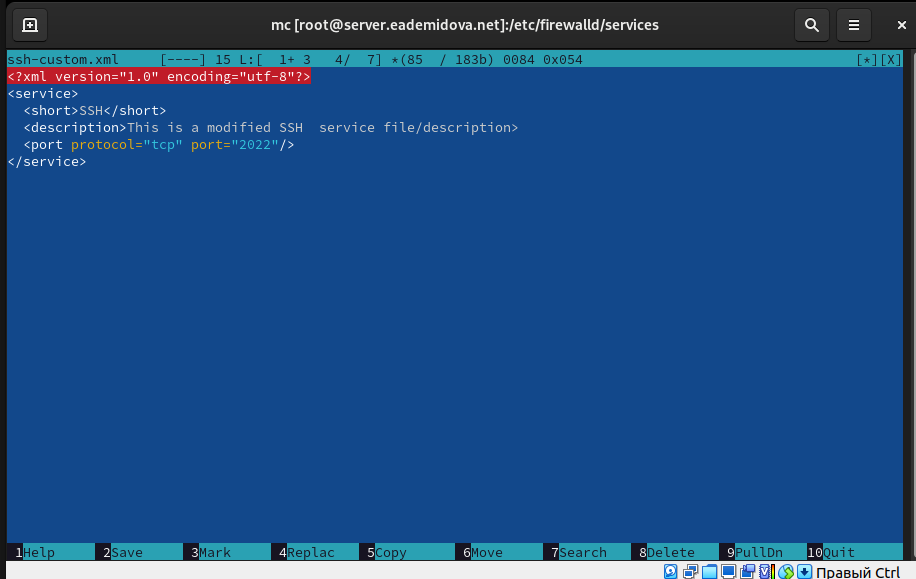 mc [root@server.eademidova.net]:/etc/firewalld/services
ssh-custom.xml     [----] 15 L:[  1+ 3   4/  7] *(85  / 183b) 0084 0x054     [*][X]
<?xml version="1.0" encoding="utf-8"?>
<service>
  <short>SSH</short>
  <description>This is a modified SSH  service file/description>
  <port protocol="tcp" port="2022"/>
</service>
1Help 2Save 3Mark 4Replac 5Copy 6Move 7Search 8Delete 9PullDn 10Quit
Правый Ctrl